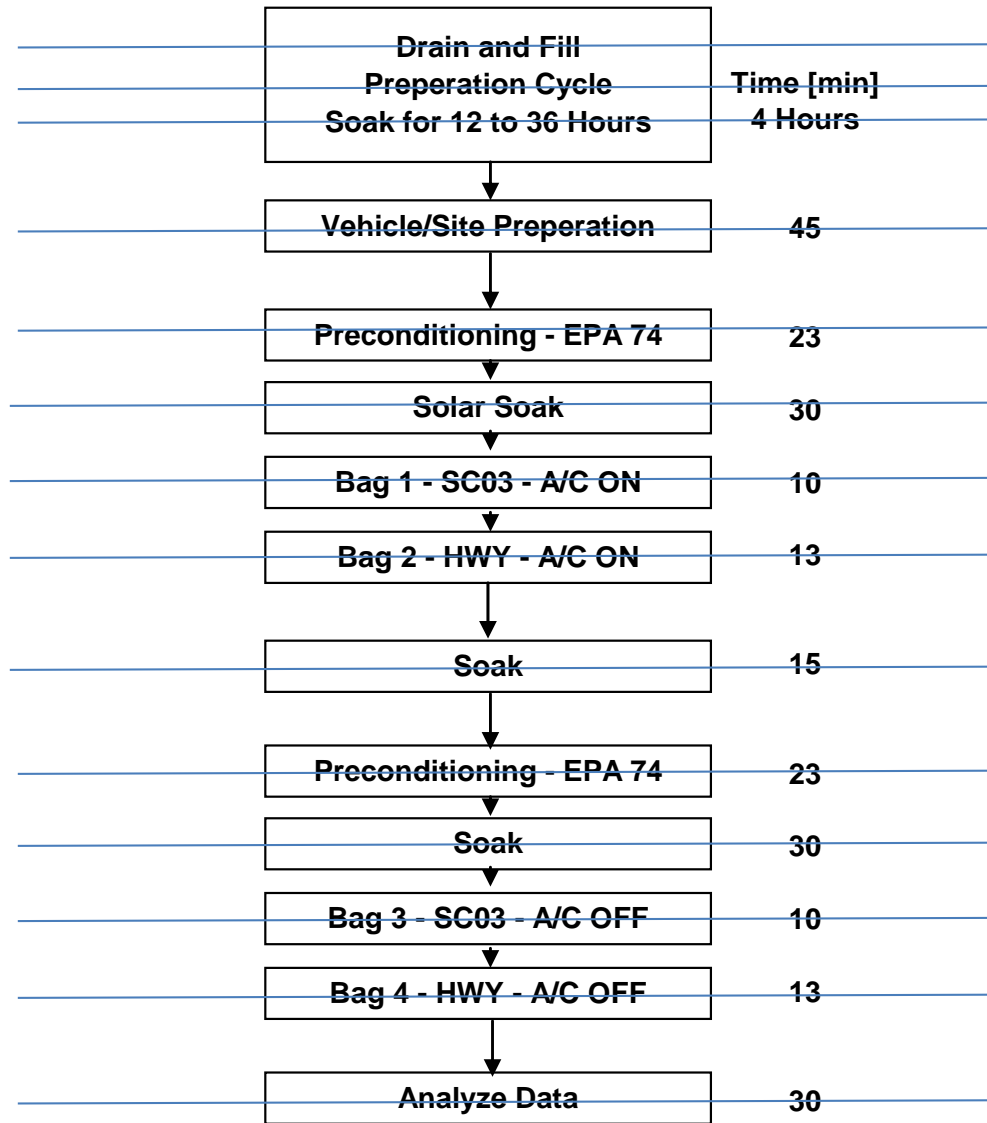 Drain and Fill
Preperation Cycle Time [min]
Soak for 12 to 36 Hours 4 Hours
Vehicle/Site Preperation 45
Preconditioning - EPA 74 23
Solar Soak 30
Bag 1 - SC03 - A/C ON 10
Bag 2 - HWY - A/C ON 13
Soak 15
Preconditioning - EPA 74 23
Soak 30
Bag 3 - SC03 - A/C OFF 10
Bag 4 - HWY - A/C OFF 13
Analyze Data 30